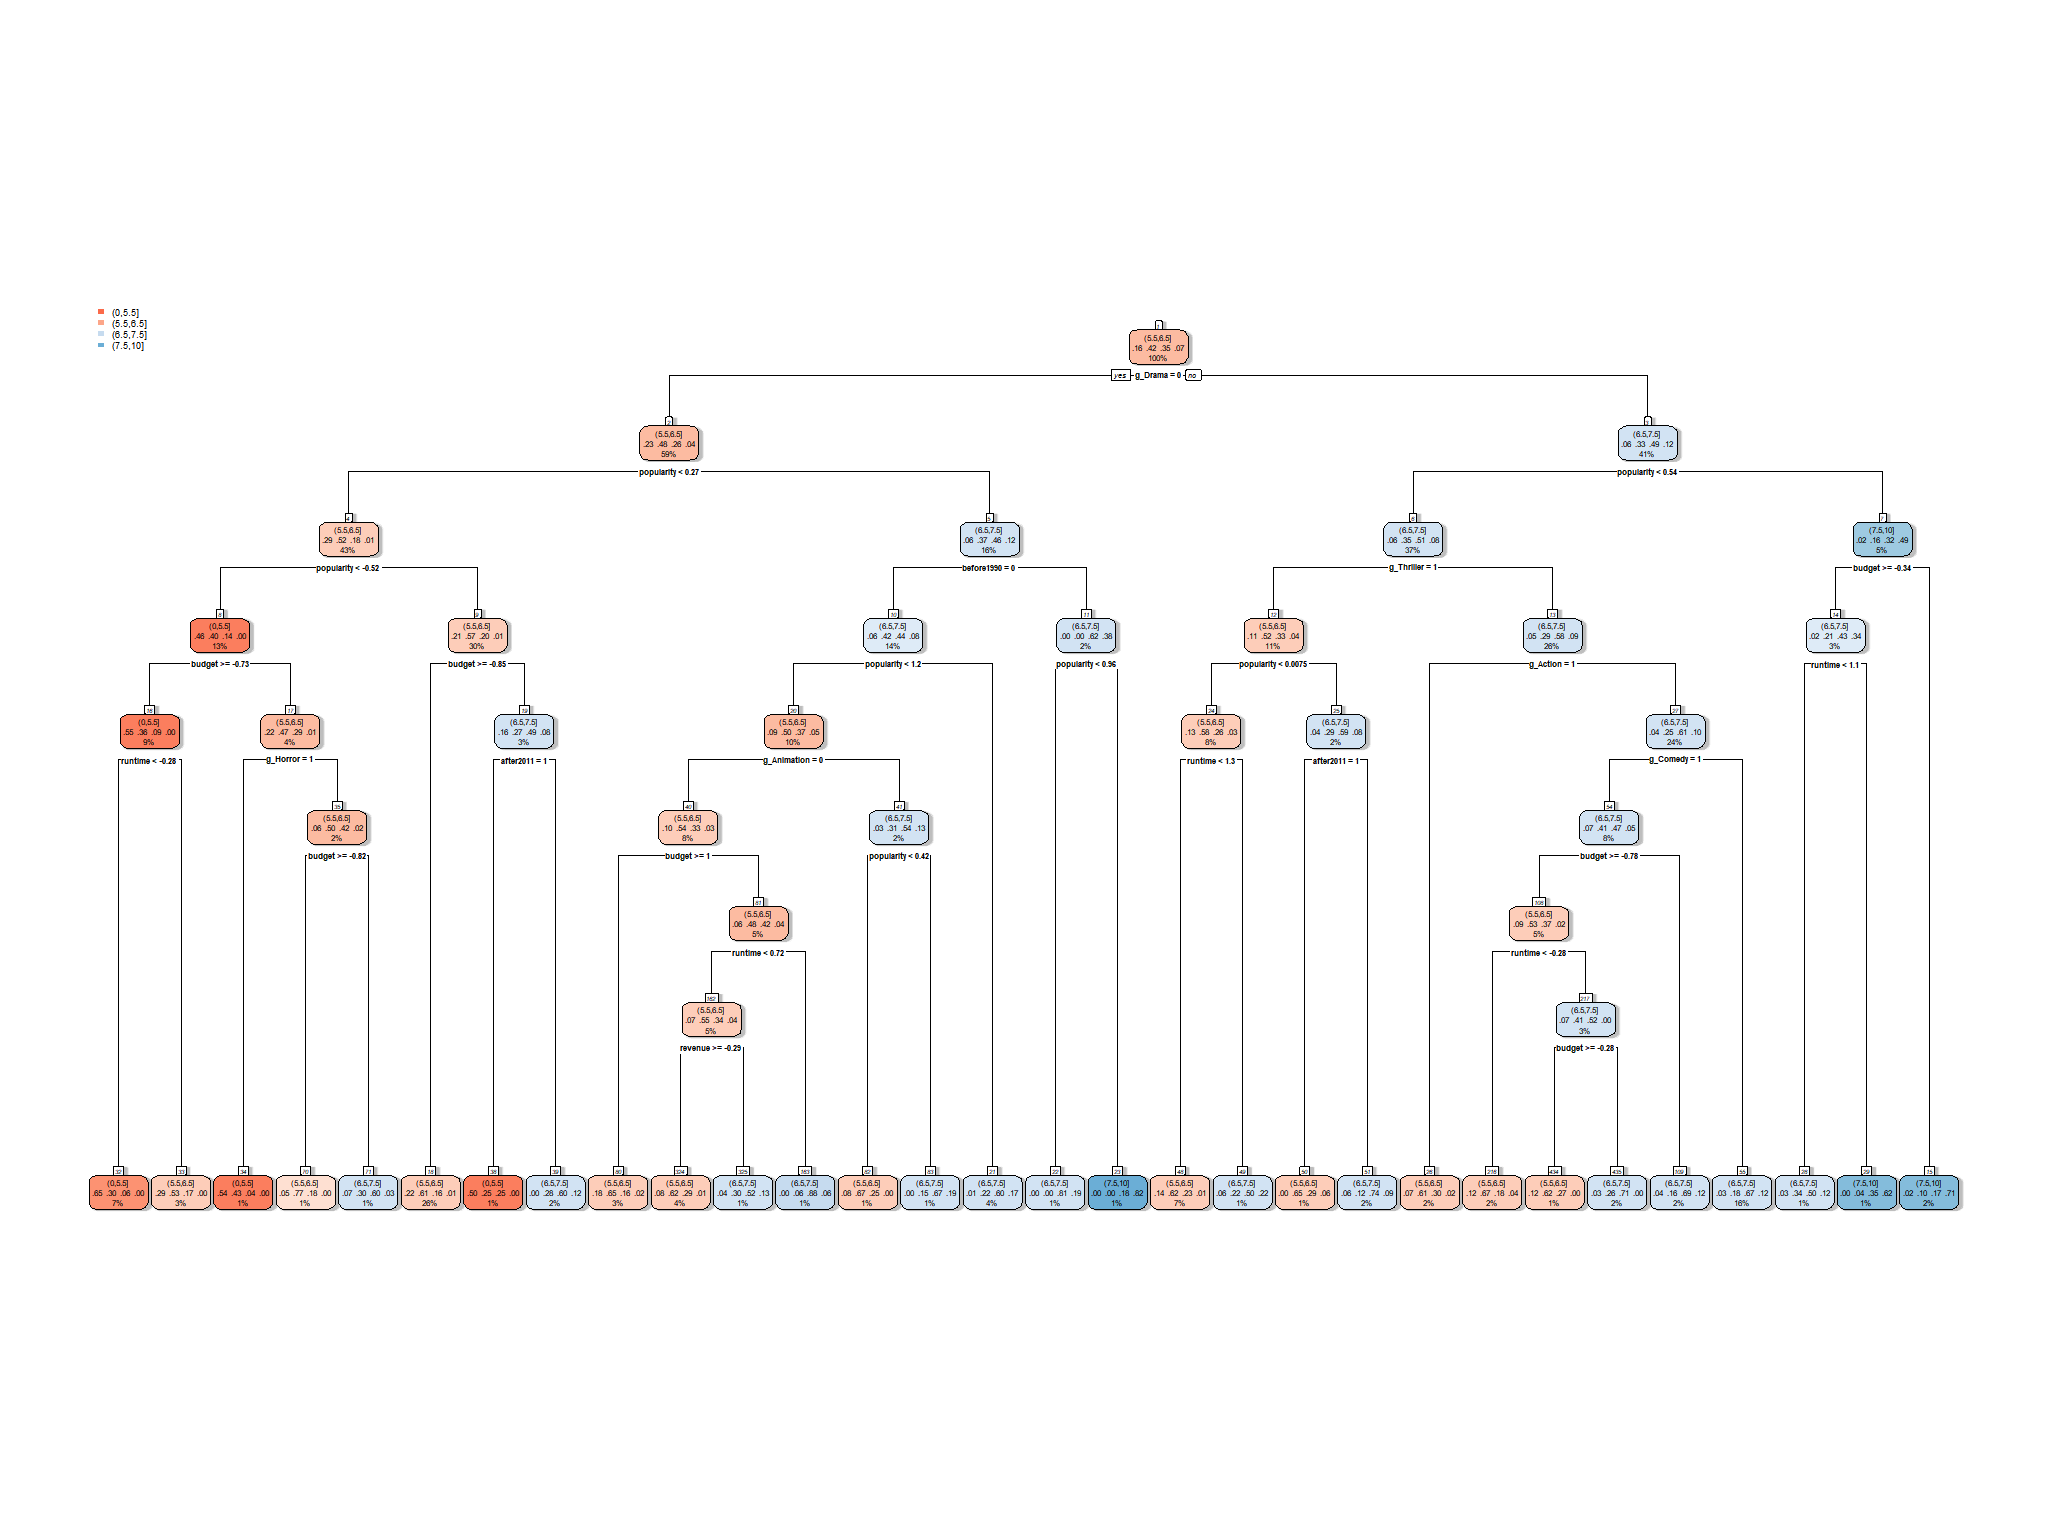 (0,5.5]
(5.5,6.5]
(6.5,7.5]
(7.5,10]
1
(5.5,6.5]
.16 .42 .35 .07
100%
yes g_Drama = 0 no
2
(5.5,6.5]
.23 .48 .26 .04
59%
popularity < 0.27
3
(6.5,7.5]
.06 .33 .49 .12
41%
popularity < 0.54
4
(5.5,6.5]
.29 .52 .18 .01
43%
popularity < -0.52
5
(6.5,7.5]
.06 .37 .46 .12
16%
before1990 = 0
6
(6.5,7.5]
.06 .35 .51 .08
37%
g_Thriller = 1
7
(7.5,10]
.02 .16 .32 .49
5%
budget >= -0.34
8
(0,5.5]
.46 .40 .14 .00
13%
budget >= -0.73
9
(5.5,6.5]
.21 .57 .20 .01
30%
budget >= -0.85
10
(6.5,7.5]
.06 .42 .44 .08
14%
popularity < 1.2
11
(6.5,7.5]
.00 .00 .62 .38
2%
popularity < 0.96
12
(5.5,6.5]
.11 .52 .33 .04
11%
popularity < 0.0075
13
(6.5,7.5]
.05 .29 .58 .09
26%
g_Action = 1
14
(6.5,7.5]
.02 .21 .43 .34
3%
runtime < 1.1
16
(0,5.5]
.55 .36 .09 .00
9%
runtime < -0.28
17
(5.5,6.5]
.22 .47 .29 .01
4%
g_Horror = 1
19
(6.5,7.5]
.16 .27 .49 .08
3%
after2011 = 1
20
(5.5,6.5]
.09 .50 .37 .05
10%
g_Animation = 0
24
(5.5,6.5]
.13 .58 .26 .03
8%
runtime < 1.3
25
(6.5,7.5]
.04 .29 .59 .08
2%
after2011 = 1
27
(6.5,7.5]
.04 .25 .61 .10
24%
g_Comedy = 1
35
(5.5,6.5]
.06 .50 .42 .02
2%
budget >= -0.82
40
(5.5,6.5]
.10 .54 .33 .03
8%
budget >= 1
41
(6.5,7.5]
.03 .31 .54 .13
2%
popularity < 0.42
54
(6.5,7.5]
.07 .41 .47 .05
8%
budget >= -0.78
81
(5.5,6.5]
.06 .48 .42 .04
5%
runtime < 0.72
108
(5.5,6.5]
.09 .53 .37 .02
5%
runtime < -0.28
162
(5.5,6.5]
.07 .55 .34 .04
5%
revenue >= -0.29
217
(6.5,7.5]
.07 .41 .52 .00
3%
budget >= -0.28
32
(0,5.5]
.65 .30 .06 .00
7%
33
(5.5,6.5]
.29 .53 .17 .00
3%
34
(0,5.5]
.54 .43 .04 .00
1%
70
(5.5,6.5]
.05 .77 .18 .00
1%
71
(6.5,7.5]
.07 .30 .60 .03
1%
18
(5.5,6.5]
.22 .61 .16 .01
26%
38
(0,5.5]
.50 .25 .25 .00
1%
39
(6.5,7.5]
.00 .28 .60 .12
2%
80
(5.5,6.5]
.18 .65 .16 .02
3%
324
(5.5,6.5]
.08 .62 .29 .01
4%
325
(6.5,7.5]
.04 .30 .52 .13
1%
163
(6.5,7.5]
.00 .06 .88 .06
1%
82
(5.5,6.5]
.08 .67 .25 .00
1%
83
(6.5,7.5]
.00 .15 .67 .19
1%
21
(6.5,7.5]
.01 .22 .60 .17
4%
22
(6.5,7.5]
.00 .00 .81 .19
1%
23
(7.5,10]
.00 .00 .18 .82
1%
48
(5.5,6.5]
.14 .62 .23 .01
7%
49
(6.5,7.5]
.06 .22 .50 .22
1%
50
(5.5,6.5]
.00 .65 .29 .06
1%
51
(6.5,7.5]
.06 .12 .74 .09
2%
26
(5.5,6.5]
.07 .61 .30 .02
2%
216
(5.5,6.5]
.12 .67 .18 .04
2%
434
(5.5,6.5]
.12 .62 .27 .00
1%
435
(6.5,7.5]
.03 .26 .71 .00
2%
109
(6.5,7.5]
.04 .16 .69 .12
2%
55
(6.5,7.5]
.03 .18 .67 .12
16%
28
(6.5,7.5]
.03 .34 .50 .12
1%
29
(7.5,10]
.00 .04 .35 .62
1%
15
(7.5,10]
.02 .10 .17 .71
2%